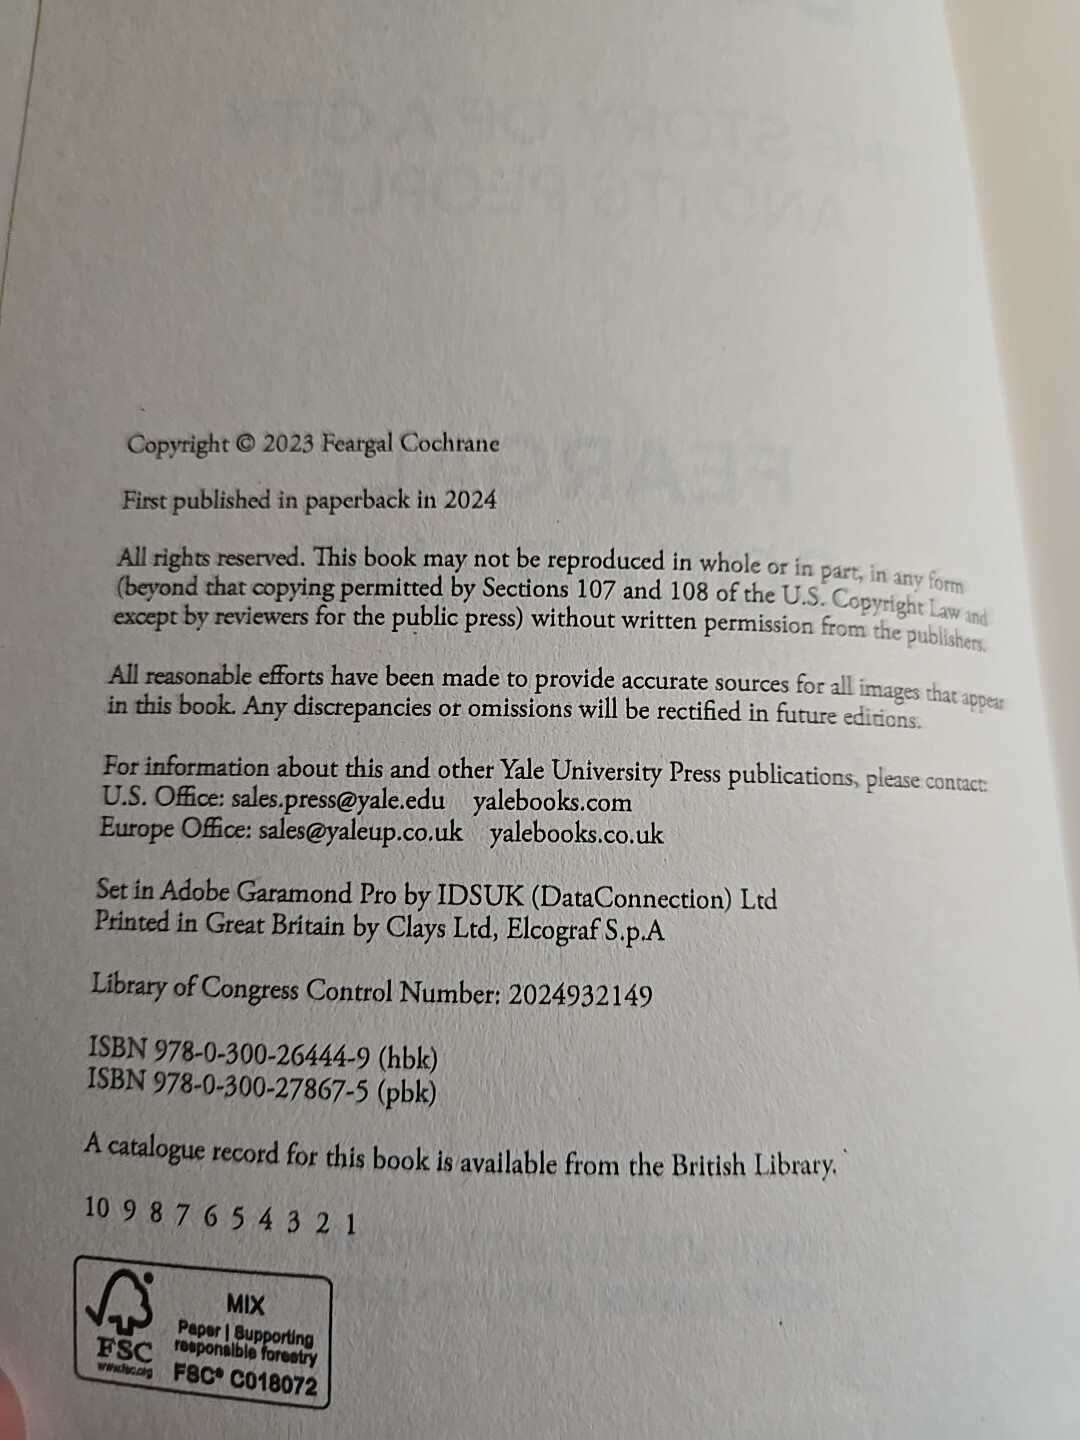 Copyright © 2023 Feargal Cochrane
First published in paperback in 2024
All rights reserved. This book may not be reproduced in whole or in part, in any form
(beyond that copying permitted by Sections 107 and 108 of the U.S. Copyright Law and
except by reviewers for the public press) without written permission from the publishers.
All reasonable efforts have been made to provide accurate sources for all images that appear
in this book. Any discrepancies or omissions will be rectified in future editions.
For information about this and other Yale University Press publications, please contact:
U.S. Office: sales.press@yale.edu yalebooks.com
Europe Office: sales@yaleup.co.uk yalebooks.co.uk
Set in Adobe Garamond Pro by IDSUK (DataConnection) Ltd
Printed in Great Britain by Clays Ltd, Elcograf S.p.A
Library of Congress Control Number: 2024932149
ISBN 978-0-300-26444-9 (hbk)
ISBN 978-0-300-27867-5 (pbk)
A catalogue record for this book is available from the British Library.
10 9 8 7 6 5 4 3 2 1
MIX
Paper | Supporting
responsible forestry
FSC® C018072
FSC
www.fsc.org